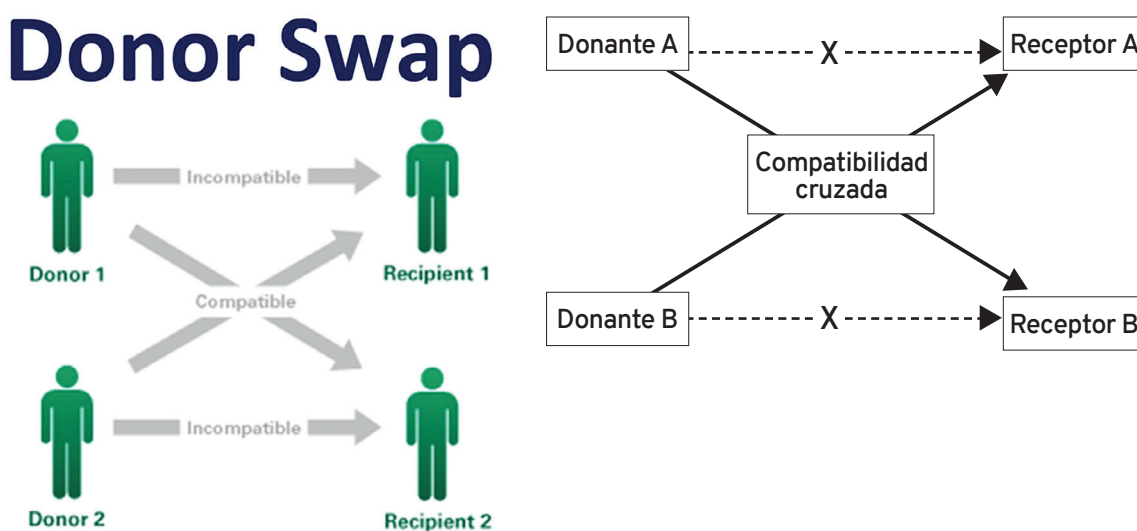 Donor Swap
Incompatible
Donor 1
Recipient 1
Compatible
Incompatible
Donor 2
Recipient 2
Donante A
X
Receptor A
Compatibilidad
cruzada
Donante B
X
Receptor B